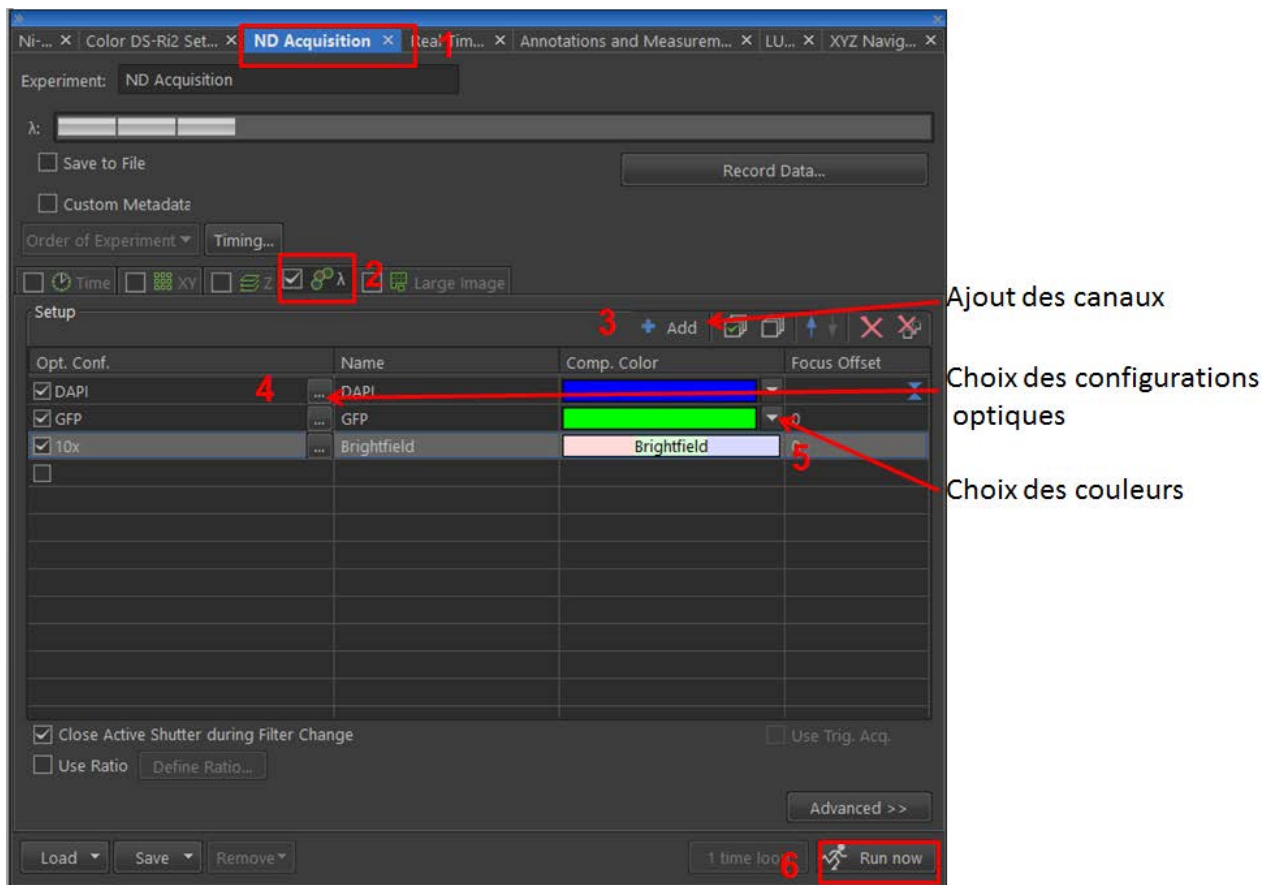 Ni-... Color DS-Ri2 Set... ND Acquisition Real Tim... Annotations and Measurem... LU... XYZ Navig...
1
Experiment: ND Acquisition
λ:
Save to File
Record Data...
Custom Metadata
Order of Experiment Timing...
Time XY Z λ 2 Large Image
Setup
3 Add
Ajout des canaux
Opt. Conf. Name Comp. Color Focus Offset
DAPI 4 ... DAPI
Choix des configurations
optiques
GFP ... GFP 0
10x ... Brightfield Brightfield 0
5
Choix des couleurs
Close Active Shutter during Filter Change Use Trig. Acq.
Use Ratio Define Ratio...
Advanced >>
Load Save Remove 1 time loop 6 Run now